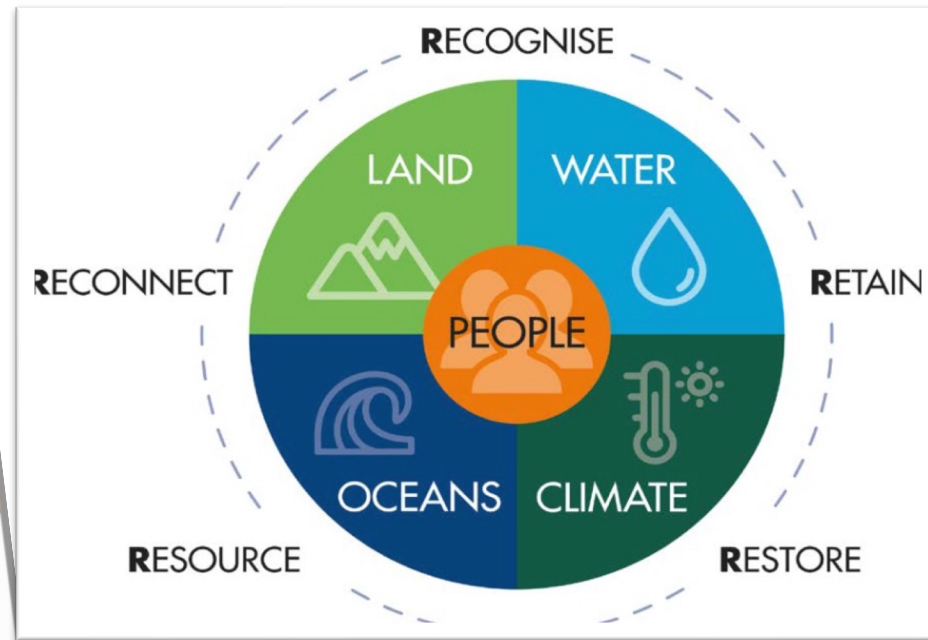 RECOGNISE
LAND
WATER
RECONNECT
RETAIN
PEOPLE
OCEANS
CLIMATE
RESOURCE
RESTORE